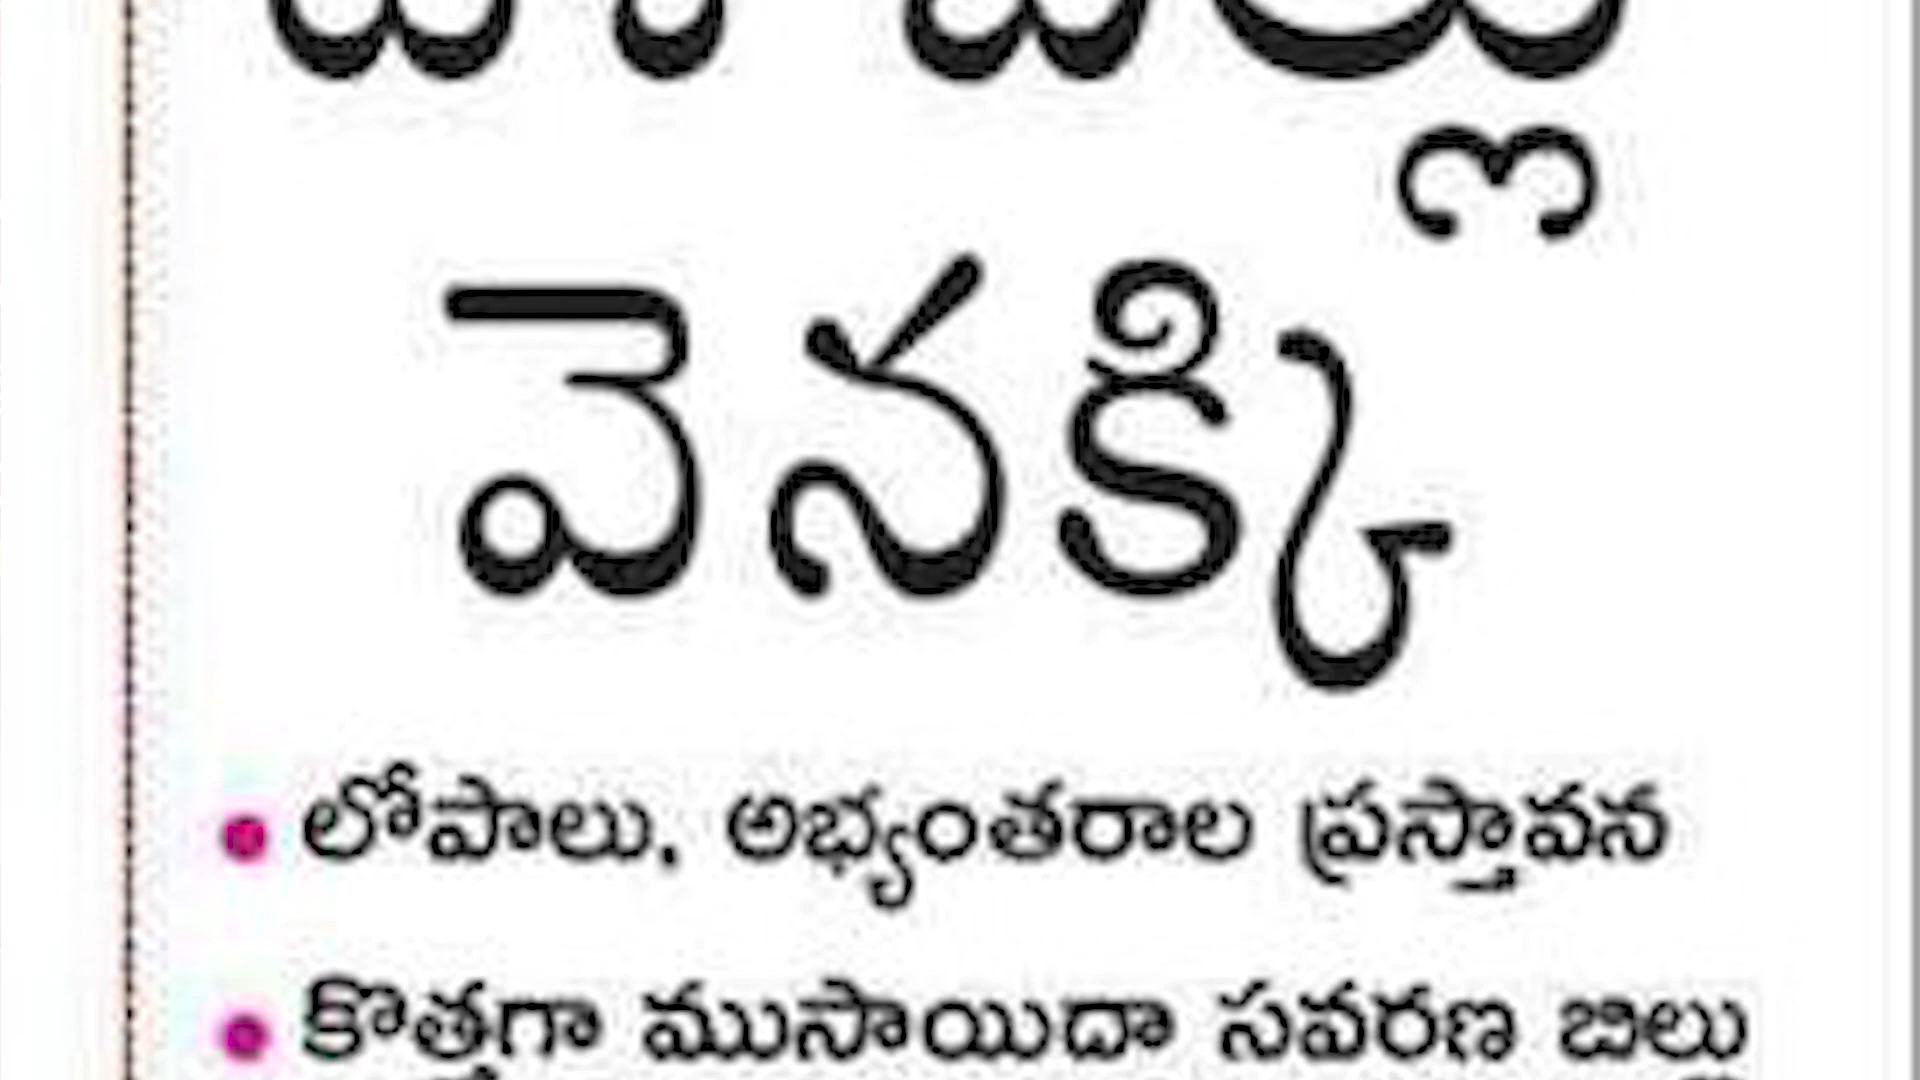 వెనక్కి
• లోపాలు, అభ్యంతరాల ప్రస్తావన
• కొత్తగా ముసాయిదా సవరణ బిల్లు